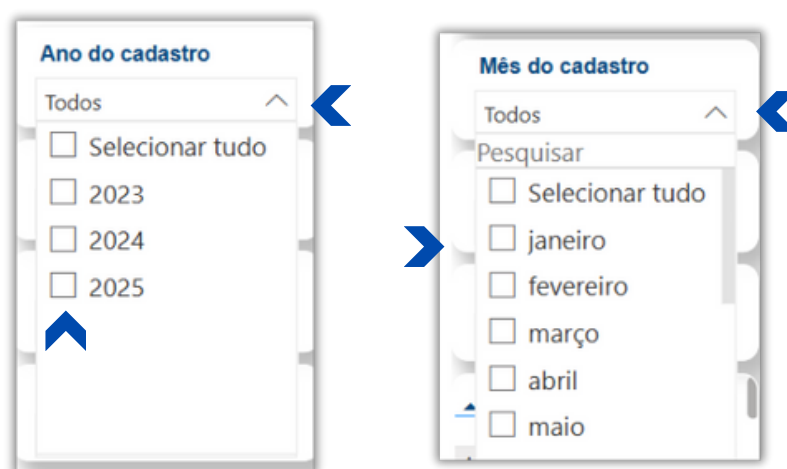 Ano do cadastro
Todos
Selecionar tudo
2023
2024
2025
Mês do cadastro
Todos
Pesquisar
Selecionar tudo
janeiro
fevereiro
março
abril
maio